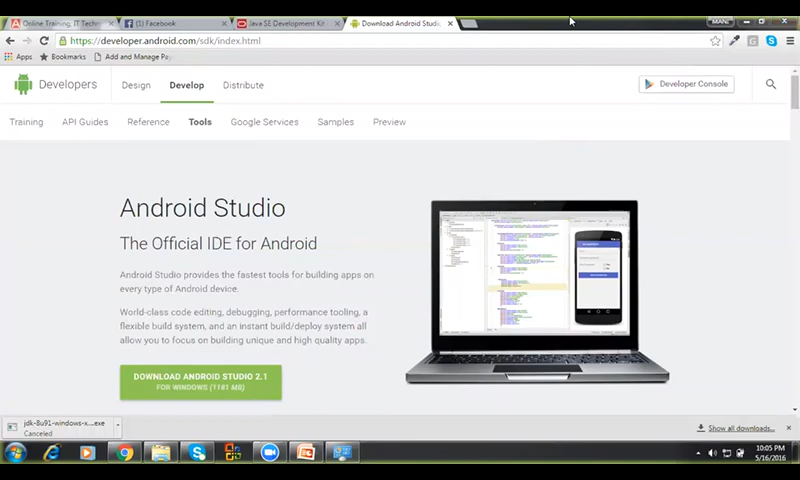 Online Training, IT Techn
(1) Facebook
Java SE Development Kit
Download Android Studio
MANI
https://developer.android.com/sdk/index.html
Apps
Bookmarks
Add and Manage Pay
Developers
Design
Develop
Distribute
Developer Console
Training
API Guides
Reference
Tools
Google Services
Samples
Preview
Android Studio
The Official IDE for Android
Android Studio provides the fastest tools for building apps on
every type of Android device.
World-class code editing, debugging, performance tooling, a
flexible build system, and an instant build/deploy system all
allow you to focus on building unique and high quality apps.
DOWNLOAD ANDROID STUDIO 2.1
FOR WINDOWS (1181 MB)
jdk-8u91-windows-x....exe
Canceled
Show all downloads...
10:05 PM
5/16/2016